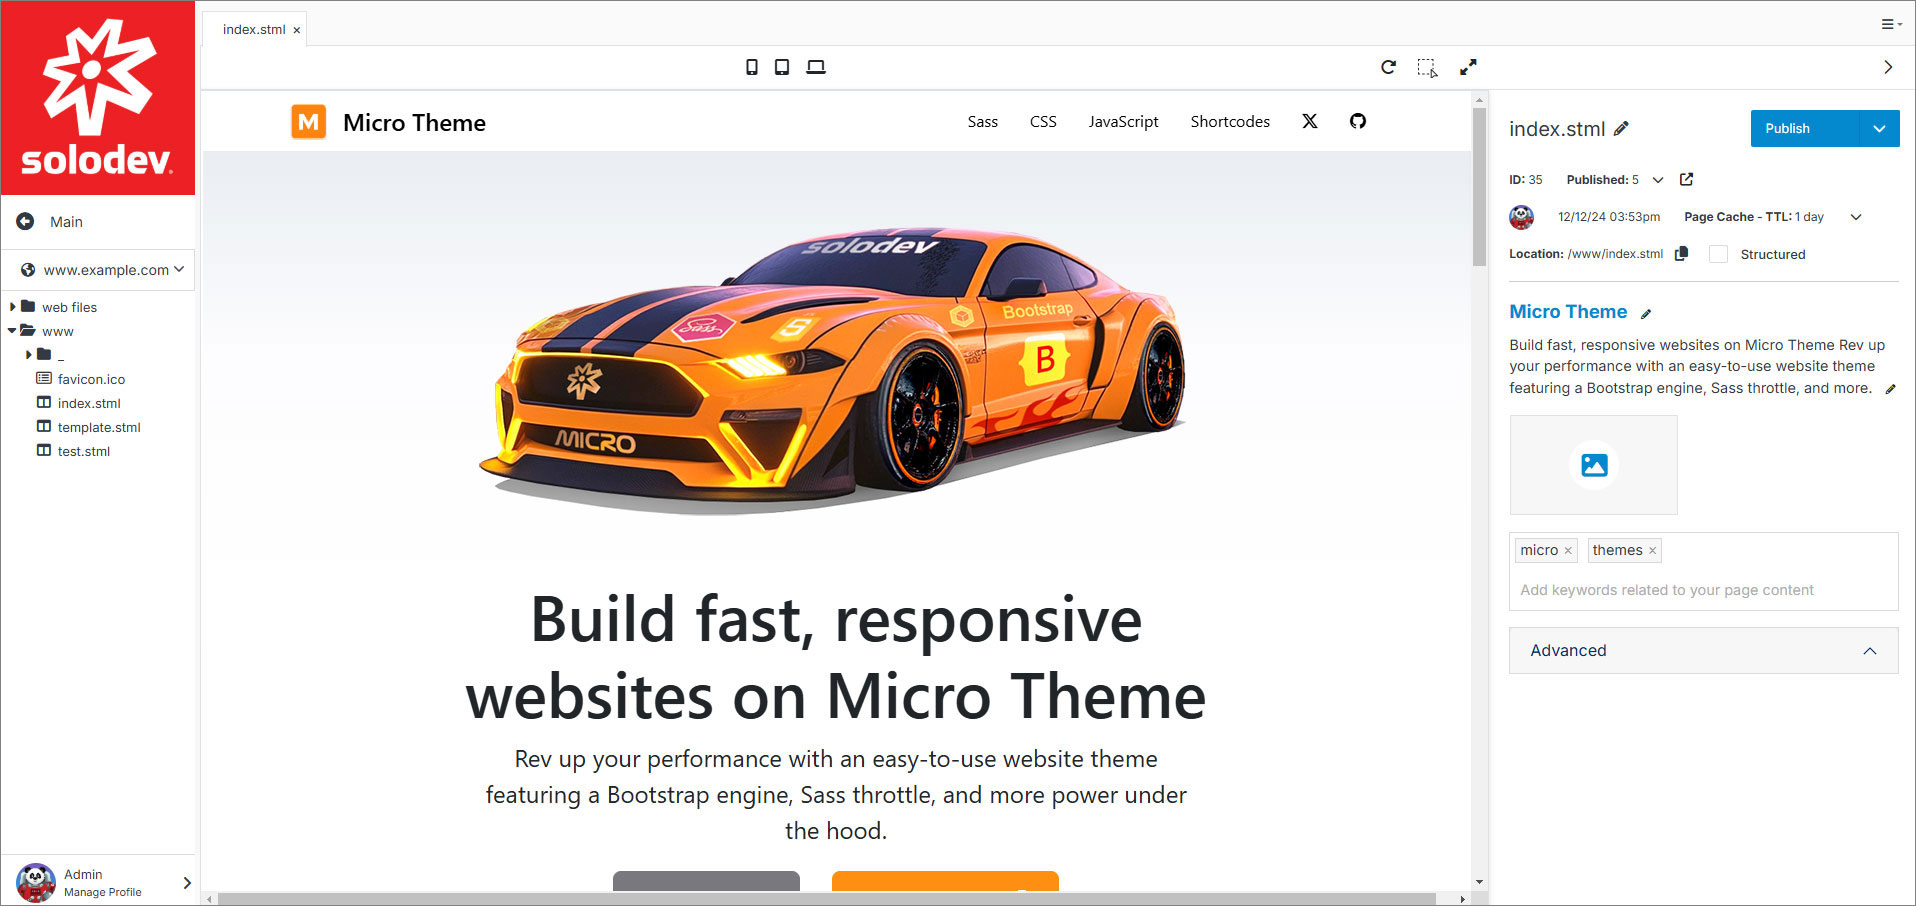 solodev
Main
www.example.com
web files
www
_
favicon.ico
index.stml
template.stml
test.stml
Admin
Manage Profile
index.stml ×
M Micro Theme
Sass CSS JavaScript Shortcodes
solodev
Bootstrap
Sass
5
B
MICRO
Build fast, responsive
websites on Micro Theme
Rev up your performance with an easy-to-use website theme
featuring a Bootstrap engine, Sass throttle, and more power under
the hood.
index.stml
Publish
ID: 35 Published: 5
12/12/24 03:53pm Page Cache - TTL: 1 day
Location: /www/index.stml Structured
Micro Theme
Build fast, responsive websites on Micro Theme Rev up
your performance with an easy-to-use website theme
featuring a Bootstrap engine, Sass throttle, and more.
micro × themes ×
Add keywords related to your page content
Advanced